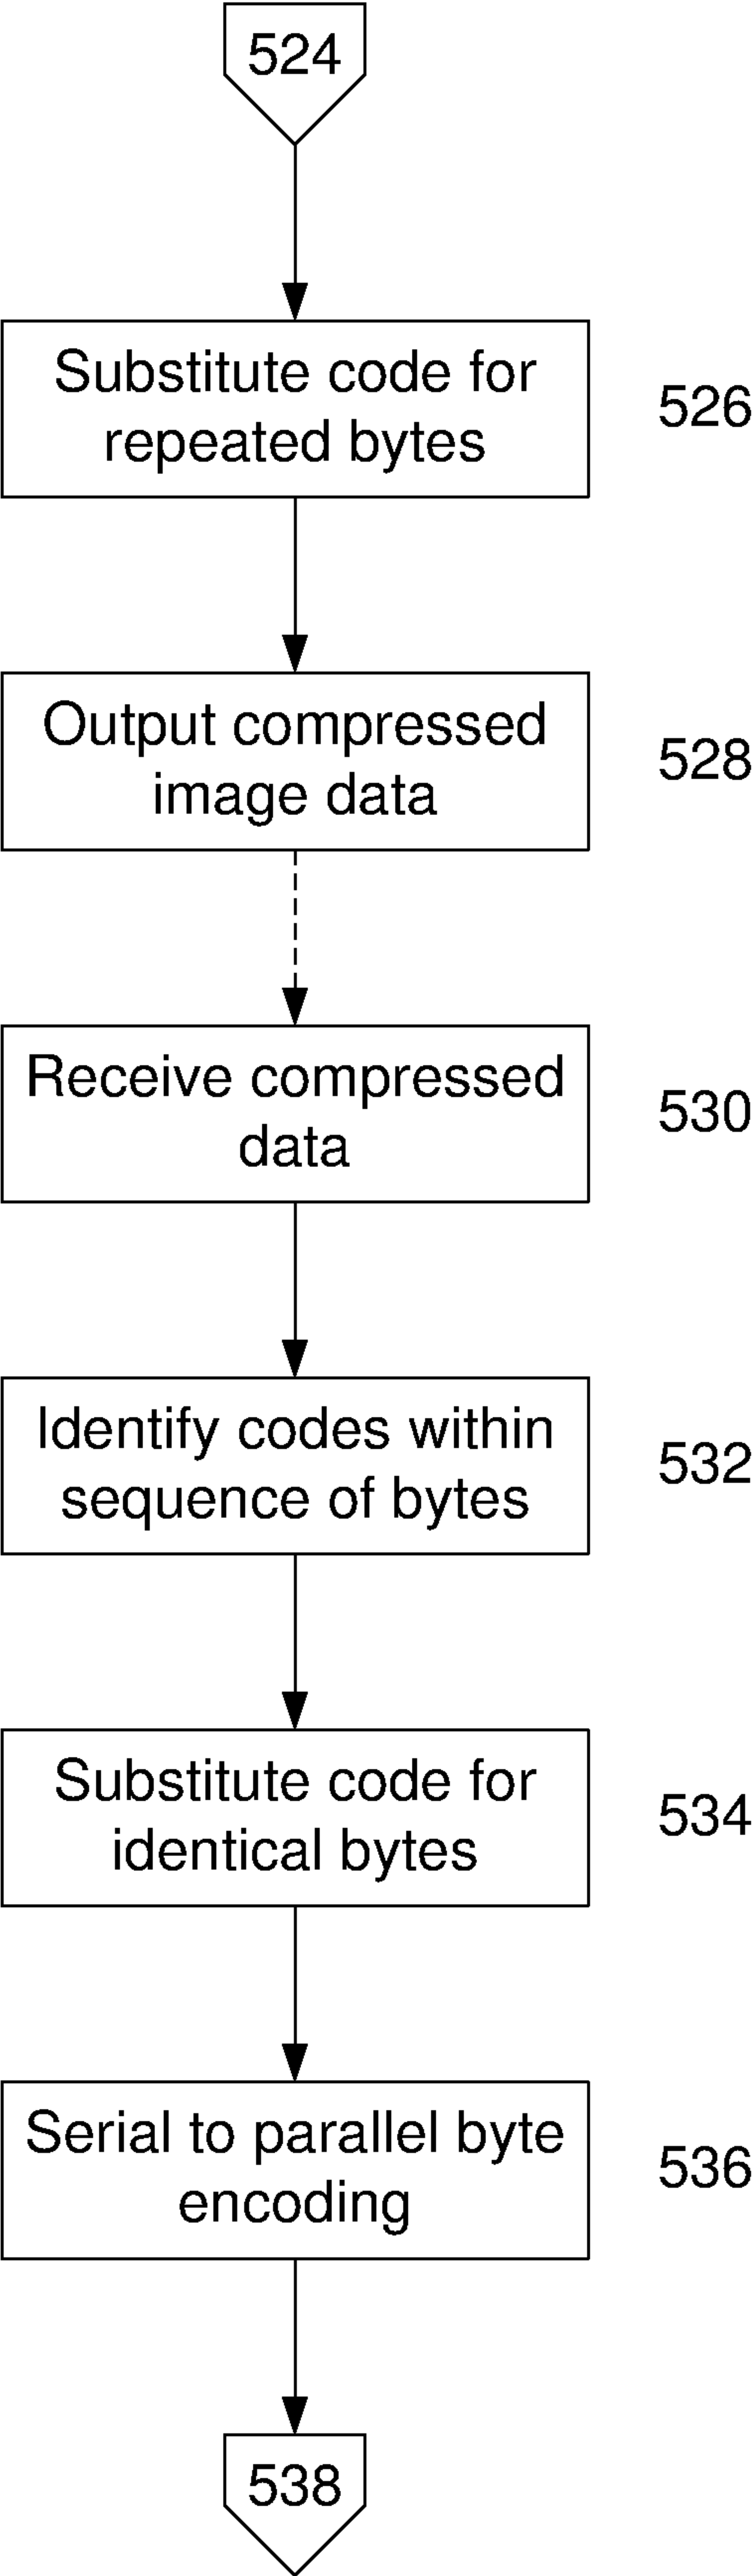 524
Substitute code for
repeated bytes
526
Output compressed
image data
528
Receive compressed
data
530
Identify codes within
sequence of bytes
532
Substitute code for
identical bytes
534
Serial to parallel byte
encoding
536
538